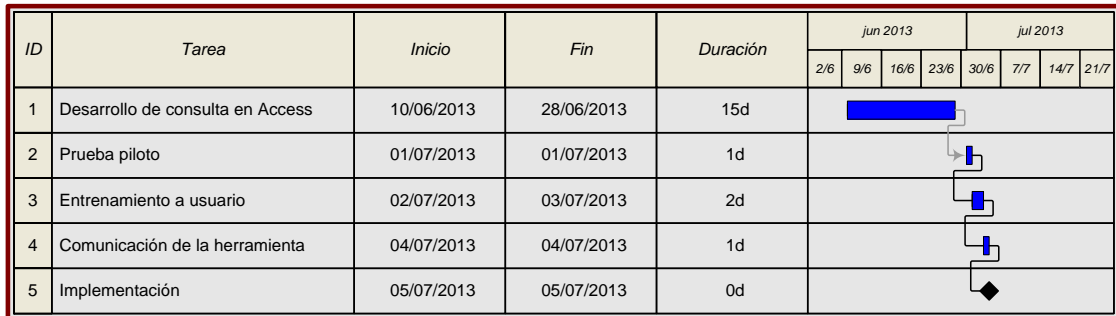 ID Tarea Inicio Fin Duración jun 2013 jul 2013
2/6 9/6 16/6 23/6 30/6 7/7 14/7 21/7
1 Desarrollo de consulta en Access 10/06/2013 28/06/2013 15d
2 Prueba piloto 01/07/2013 01/07/2013 1d
3 Entrenamiento a usuario 02/07/2013 03/07/2013 2d
4 Comunicación de la herramienta 04/07/2013 04/07/2013 1d
5 Implementación 05/07/2013 05/07/2013 0d